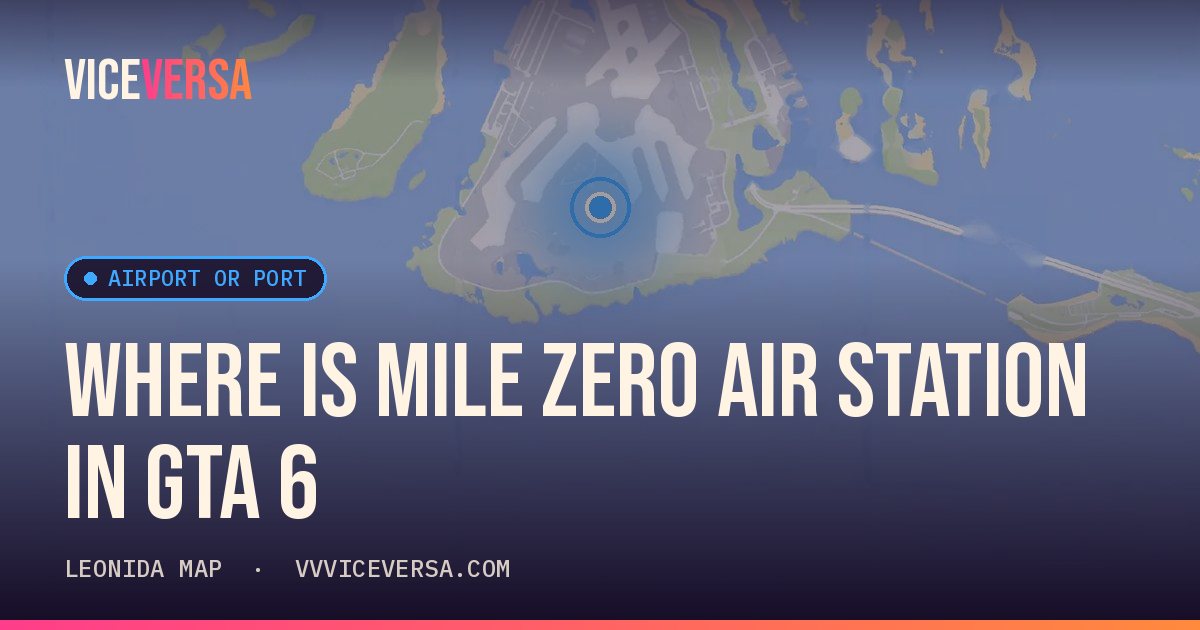 VICEVERSA
AIRPORT OR PORT
WHERE IS MILE ZERO AIR STATION
IN GTA 6
LEONIDA MAP · VVVICEVERSA.COM